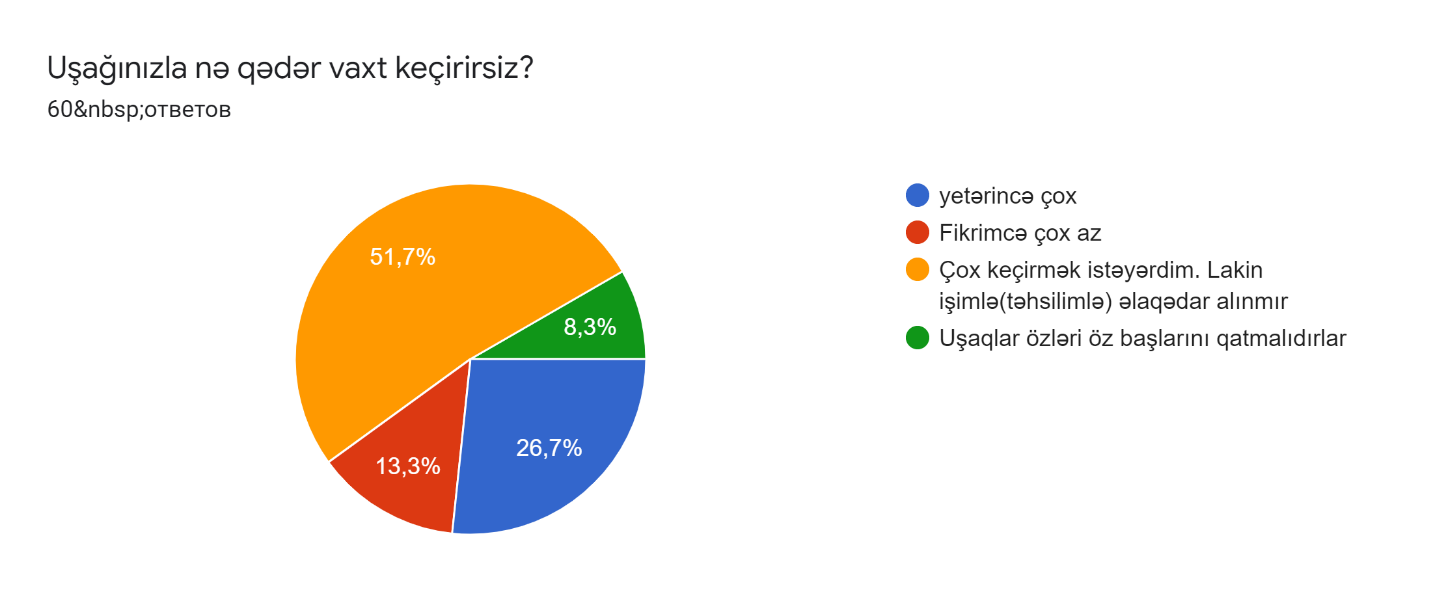 Uşağınızla nə qədər vaxt keçirirsiz?
60&nbsp;ответов
yetərincə çox
Fikrimcə çox az
Çox keçirmək istəyərdim. Lakin
işimlə(təhsilimlə) əlaqədar alınmır
Uşaqlar özləri öz başlarını qatmalıdırlar
51,7%
8,3%
26,7%
13,3%